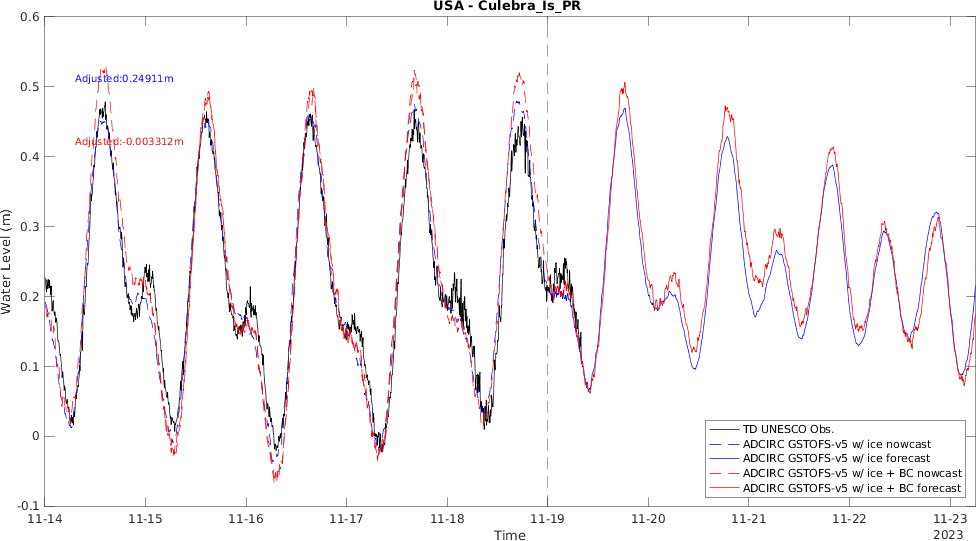 USA - Culebra_Is_PR
0.6
0.5
0.4
0.3
0.2
0.1
0
-0.1
Water Level (m)
Adjusted:0.24911m
Adjusted:-0.003312m
TD UNESCO Obs.
ADCIRC GSTOFS-v5 w/ ice nowcast
ADCIRC GSTOFS-v5 w/ ice forecast
ADCIRC GSTOFS-v5 w/ ice + BC nowcast
ADCIRC GSTOFS-v5 w/ ice + BC forecast
11-14 11-15 11-16 11-17 11-18 11-19 11-20 11-21 11-22 11-23
Time
2023